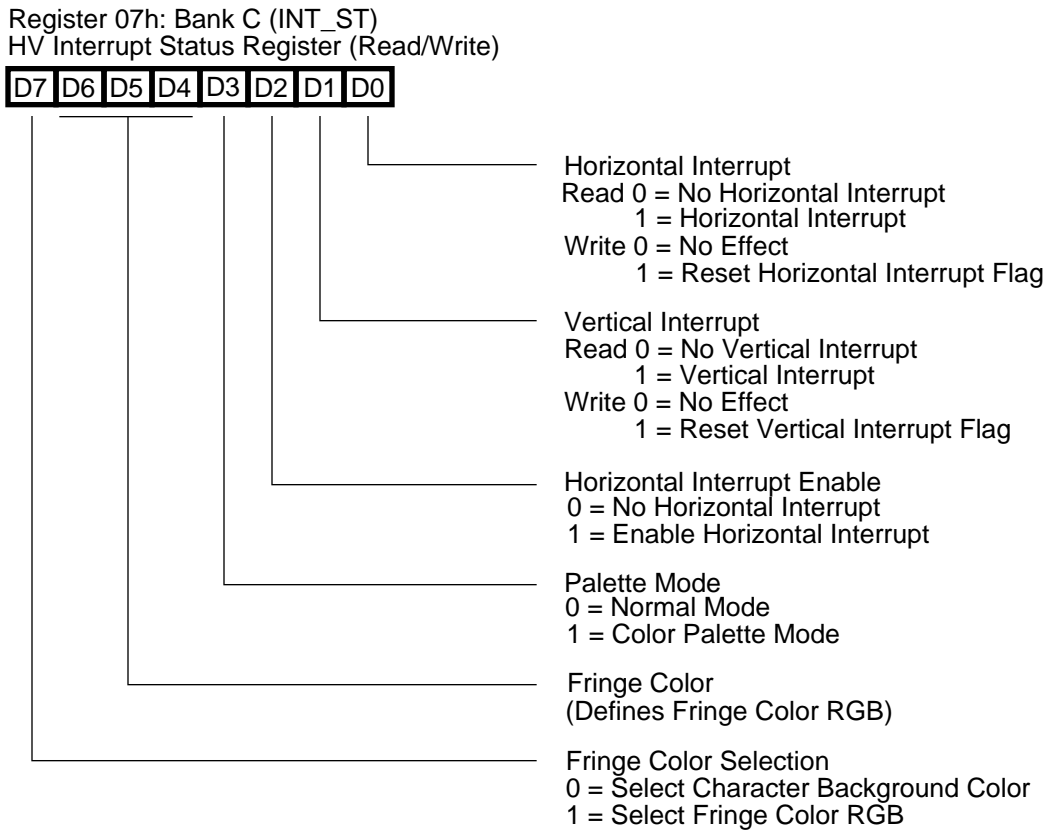 Register 07h: Bank C (INT_ST)
HV Interrupt Status Register (Read/Write)
D7 D6 D5 D4 D3 D2 D1 D0
Horizontal Interrupt
Read 0 = No Horizontal Interrupt
1 = Horizontal Interrupt
Write 0 = No Effect
1 = Reset Horizontal Interrupt Flag
Vertical Interrupt
Read 0 = No Vertical Interrupt
1 = Vertical Interrupt
Write 0 = No Effect
1 = Reset Vertical Interrupt Flag
Horizontal Interrupt Enable
0 = No Horizontal Interrupt
1 = Enable Horizontal Interrupt
Palette Mode
0 = Normal Mode
1 = Color Palette Mode
Fringe Color
(Defines Fringe Color RGB)
Fringe Color Selection
0 = Select Character Background Color
1 = Select Fringe Color RGB